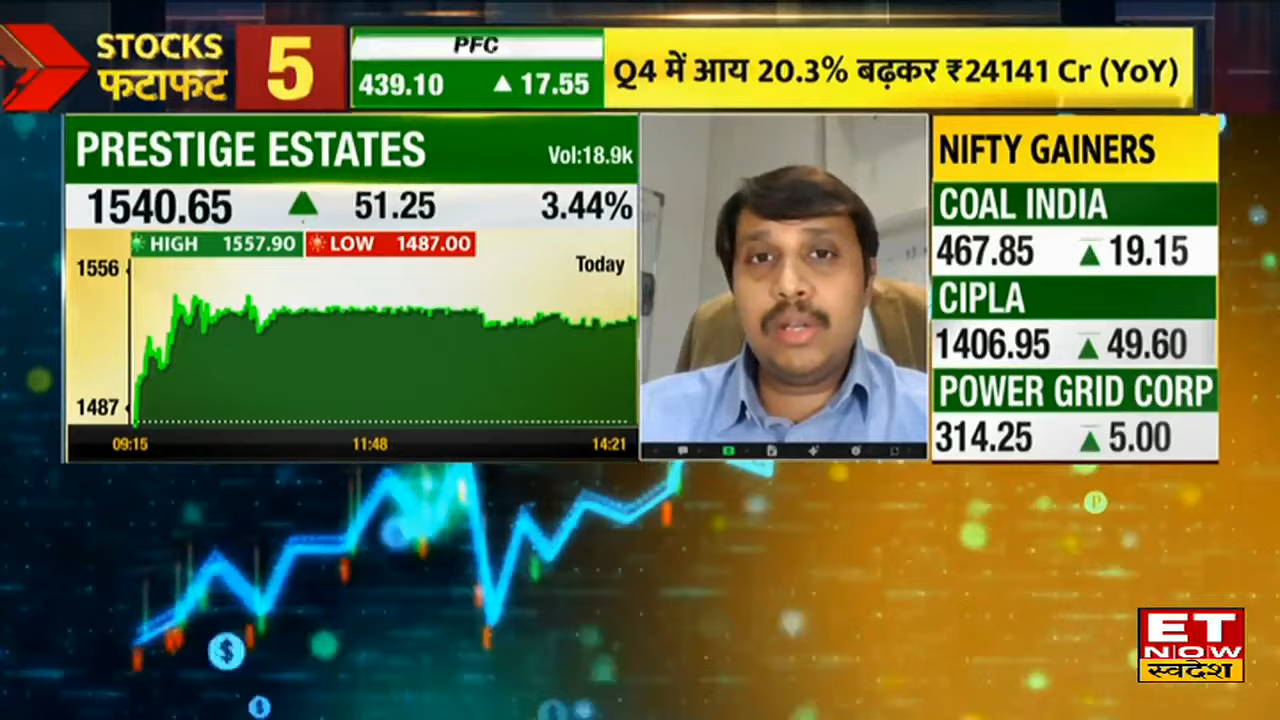 STOCKS
फटाफट
5
PFC
439.10 ▲ 17.55
Q4 में आय 20.3% बढ़कर ₹24141 Cr (YoY)
PRESTIGE ESTATES Vol:18.9k
1540.65 ▲ 51.25 3.44%
HIGH 1557.90 LOW 1487.00
Today
1556
1487
09:15 11:48 14:21
NIFTY GAINERS
COAL INDIA
467.85 ▲ 19.15
CIPLA
1406.95 ▲ 49.60
POWER GRID CORP
314.25 ▲ 5.00
ET
NOW
स्वदेश